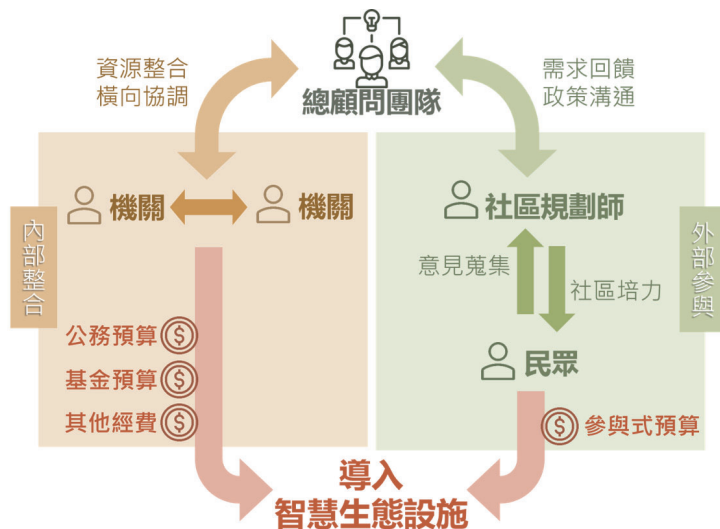 資源整合
橫向協調
總顧問團隊
需求回饋
政策溝通
內部整合
機關
機關
公務預算
$
基金預算
$
其他經費
$
外部參與
社區規劃師
意見蒐集
社區培力
民眾
$
參與式預算
導入
智慧生態設施